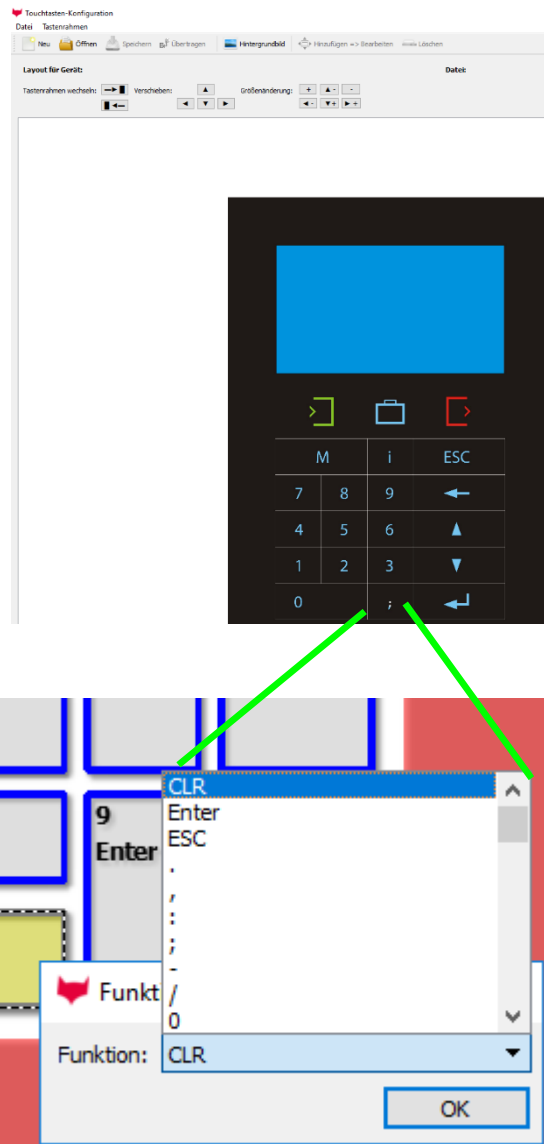 Touchtasten-Konfiguration
Datei Tastenrahmen
Neu Öffnen Speichern Übertragen Hintergrundbild Hinzufügen => Bearbeiten Löschen
Layout für Gerät: Datei:
Tastenrahmen wechseln: Verschieben: ▲ Größenänderung: + ▲- -
◄ ▼ ► ◄- ▼+ ►+
M i ESC
7 8 9
4 5 6
1 2 3
0 ;
9
Enter
CLR
Enter
ESC
.
,
:
;
-
/
0
Funkt
Funktion: CLR
OK